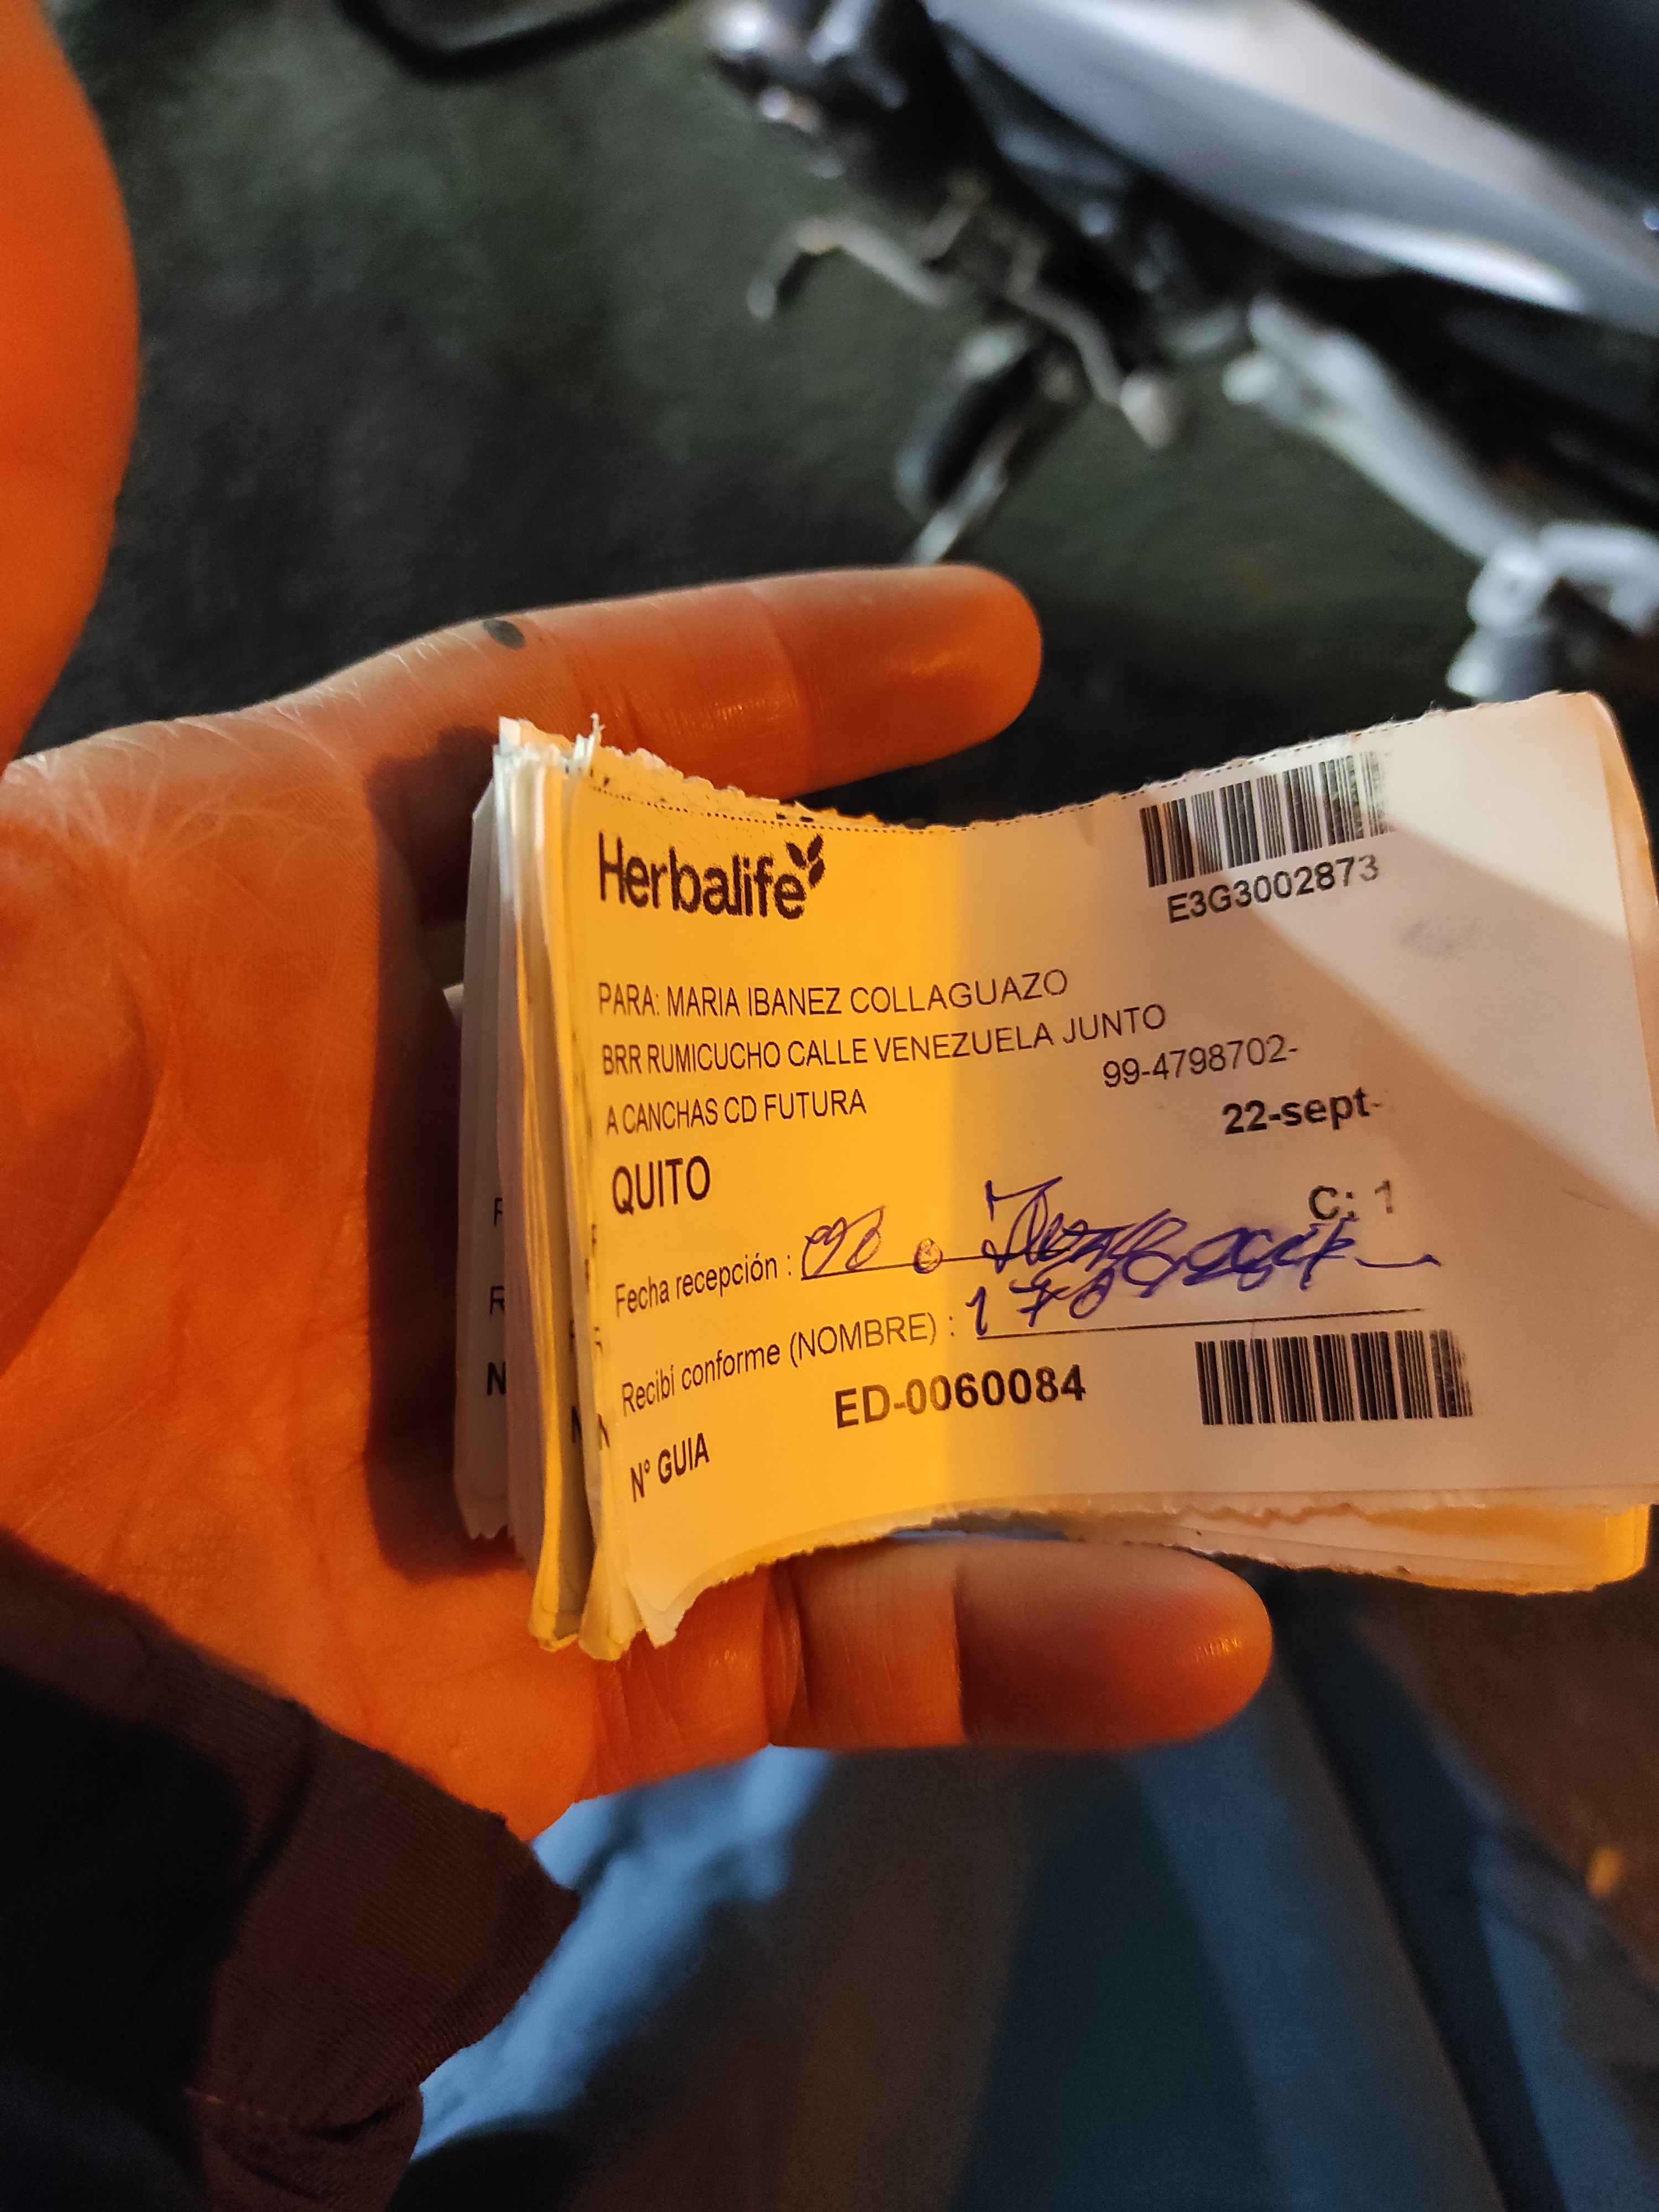 Herbalife
E3G3002873
PARA: MARIA IBANEZ COLLAGUAZO
BRR RUMICUCHO CALLE VENEZUELA JUNTO
99-4798702-
A CANCHAS CD FUTURA
22-sept-
QUITO
C: 1
Fecha recepción :
Recibí conforme (NOMBRE) :
Nº GUIA ED-0060084